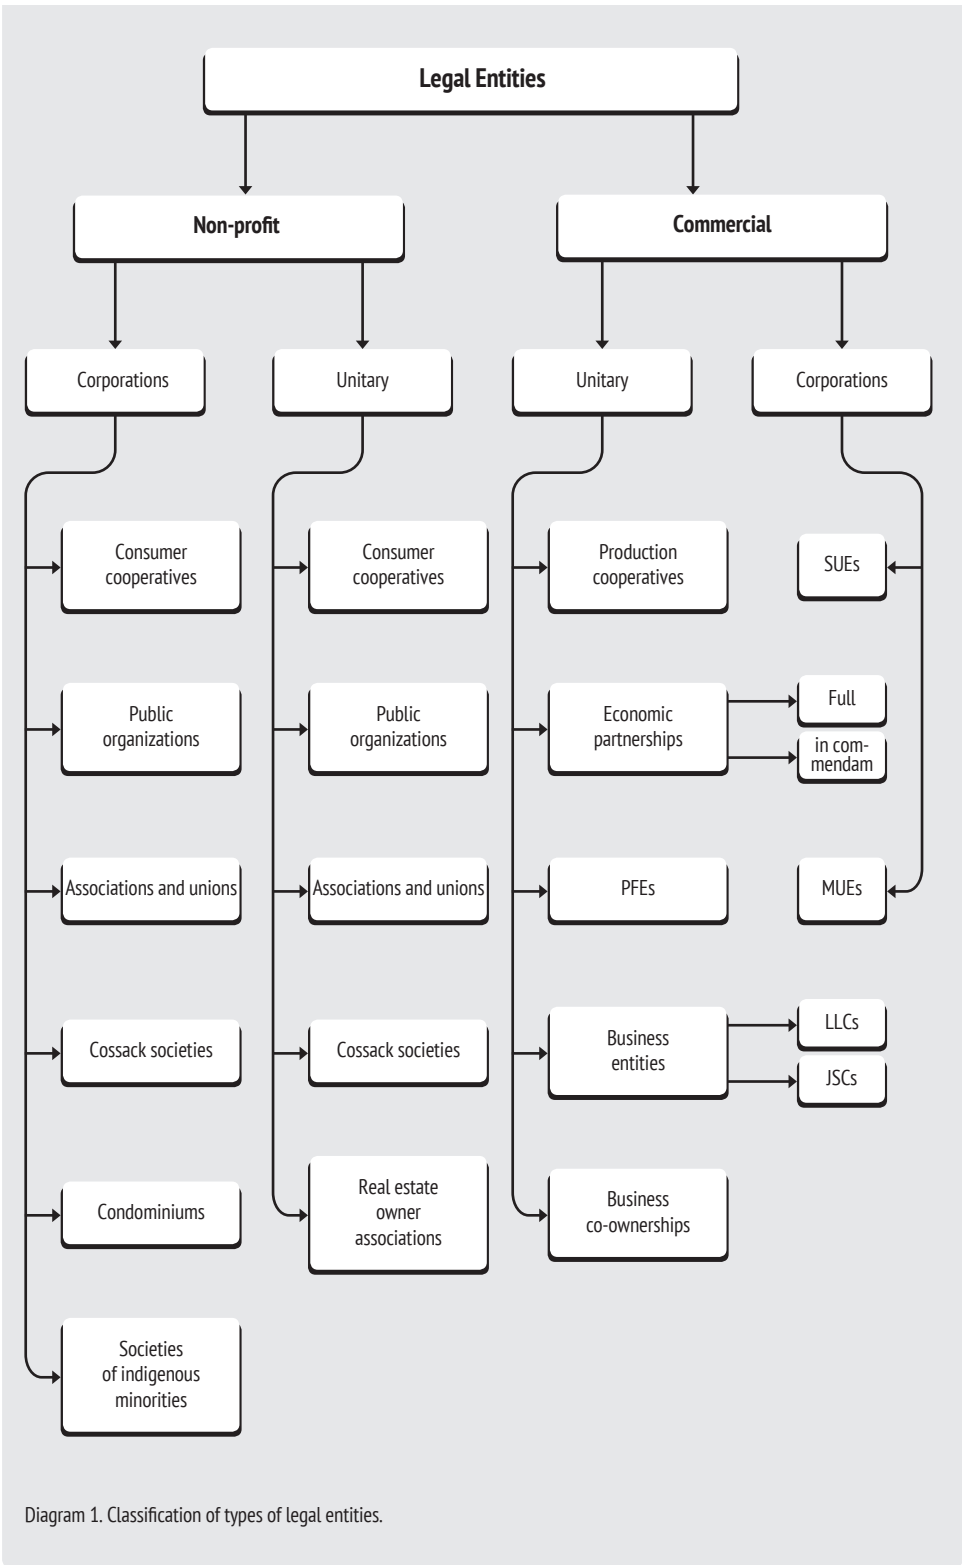 Legal Entities
Non-profit
Commercial
Corporations
Unitary
Unitary
Corporations
Consumer
cooperatives
Consumer
cooperatives
Production
cooperatives
SUEs
Public
organizations
Public
organizations
Economic
partnerships
Full
in com-
mendam
Associations and unions
Associations and unions
PFEs
MUEs
Cossack societies
Cossack societies
Business
entities
LLCs
JSCs
Condominiums
Real estate
owner
associations
Business
co-ownerships
Societies
of indigenous
minorities
Diagram 1. Classification of types of legal entities.